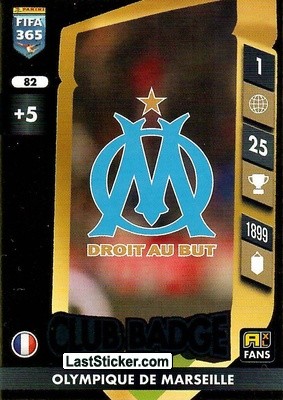 PANINI
FIFA
365
82
+5
1
25
1899
DROIT AU BUT
CLUB BADGE
FANS
LastSticker.com
OLYMPIQUE DE MARSEILLE